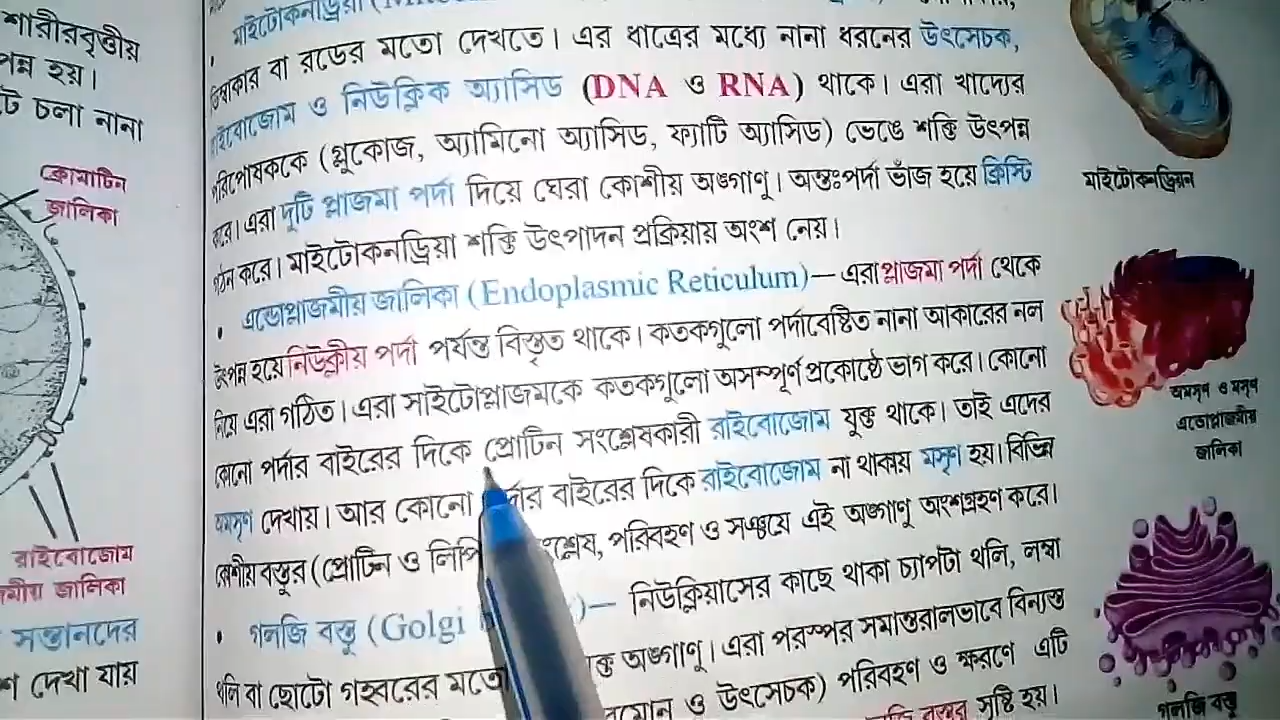 শারীরবৃত্তীয়
পন্ন হয়।
টে চলা নানা
ক্রোমাটিন
জালিকা
রাইবোজোম
জালিকা
সন্তানদের
দেখা যায়
মাইটোকনড্রিয়া
ডিম্বাকার বা রডের মতো দেখতে। এর ধাত্রের মধ্যে নানা ধরনের উৎসেচক,
রাইবোজোম ও নিউক্লিক অ্যাসিড (DNA ও RNA) থাকে। এরা খাদ্যের
পরিপোষককে (গ্লুকোজ, অ্যামিনো অ্যাসিড, ফ্যাটি অ্যাসিড) ভেঙে শক্তি উৎপন্ন
করে। এরা দুটি প্লাজমা পর্দা দিয়ে ঘেরা কোশীয় অঙ্গাণু। অন্তঃপর্দা ভাঁজ হয়ে ক্রিস্টি
গঠন করে। মাইটোকনড্রিয়া শক্তি উৎপাদন প্রক্রিয়ায় অংশ নেয়।
• এন্ডোপ্লাজমীয় জালিকা (Endoplasmic Reticulum)— এরা প্লাজমা পর্দা থেকে
উৎপন্ন হয়ে নিউক্লীয় পর্দা পর্যন্ত বিস্তৃত থাকে। কতকগুলো পর্দাবেষ্টিত নানা আকারের নল
নিয়ে এরা গঠিত। এরা সাইটোপ্লাজমকে কতকগুলো অসম্পূর্ণ প্রকোষ্ঠে ভাগ করে। কোনো
কোনো পর্দার বাইরের দিকে প্রোটিন সংশ্লেষকারী রাইবোজোম যুক্ত থাকে। তাই এদের
অমসৃণ দেখায়। আর কোনো পর্দার বাইরের দিকে রাইবোজোম না থাকায় মসৃণ হয়। বিভিন্ন
কোশীয় বস্তুর (প্রোটিন ও লিপিড সংশ্লেষ, পরিবহণ ও সঞ্চয়ে এই অঙ্গাণু অংশগ্রহণ করে।
• গলজি বস্তু (Golgi )— নিউক্লিয়াসের কাছে থাকা চ্যাপটা থলি, লম্বা
থলি বা ছোটো গহ্বরের মতো অঙ্গাণু। এরা পরস্পর সমান্তরালভাবে বিন্যস্ত
ও উৎসেচক) পরিবহণ ও ক্ষরণে এটি
বস্তুর সৃষ্টি হয়।
মাইটোকনড্রিয়ন
অমসৃণ ও মসৃণ
এন্ডোপ্লাজমীয়
জালিকা
গলজি বস্তু